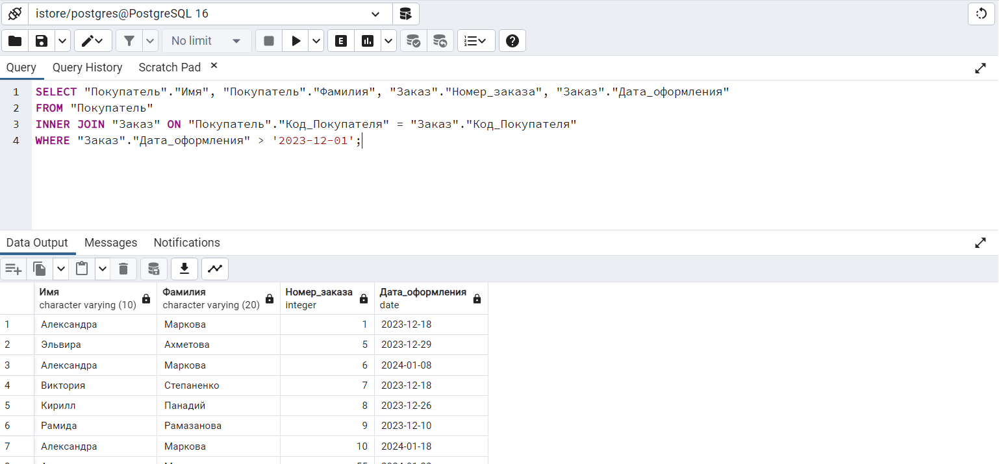 istore/postgres@PostgreSQL 16
No limit E
Query Query History Scratch Pad ×
1 SELECT "Покупатель"."Имя", "Покупатель"."Фамилия", "Заказ"."Номер_заказа", "Заказ"."Дата_оформления"
2 FROM "Покупатель"
3 INNER JOIN "Заказ" ON "Покупатель"."Код_Покупателя" = "Заказ"."Код_Покупателя"
4 WHERE "Заказ"."Дата_оформления" > '2023-12-01';
Data Output Messages Notifications
Имя Фамилия Номер_заказа Дата_оформления
character varying (10) character varying (20) integer date
1 Александра Маркова 1 2023-12-18
2 Эльвира Ахметова 5 2023-12-29
3 Александра Маркова 6 2024-01-08
4 Виктория Степаненко 7 2023-12-18
5 Кирилл Панадий 8 2023-12-26
6 Рамида Рамазанова 9 2023-12-10
7 Александра Маркова 10 2024-01-18